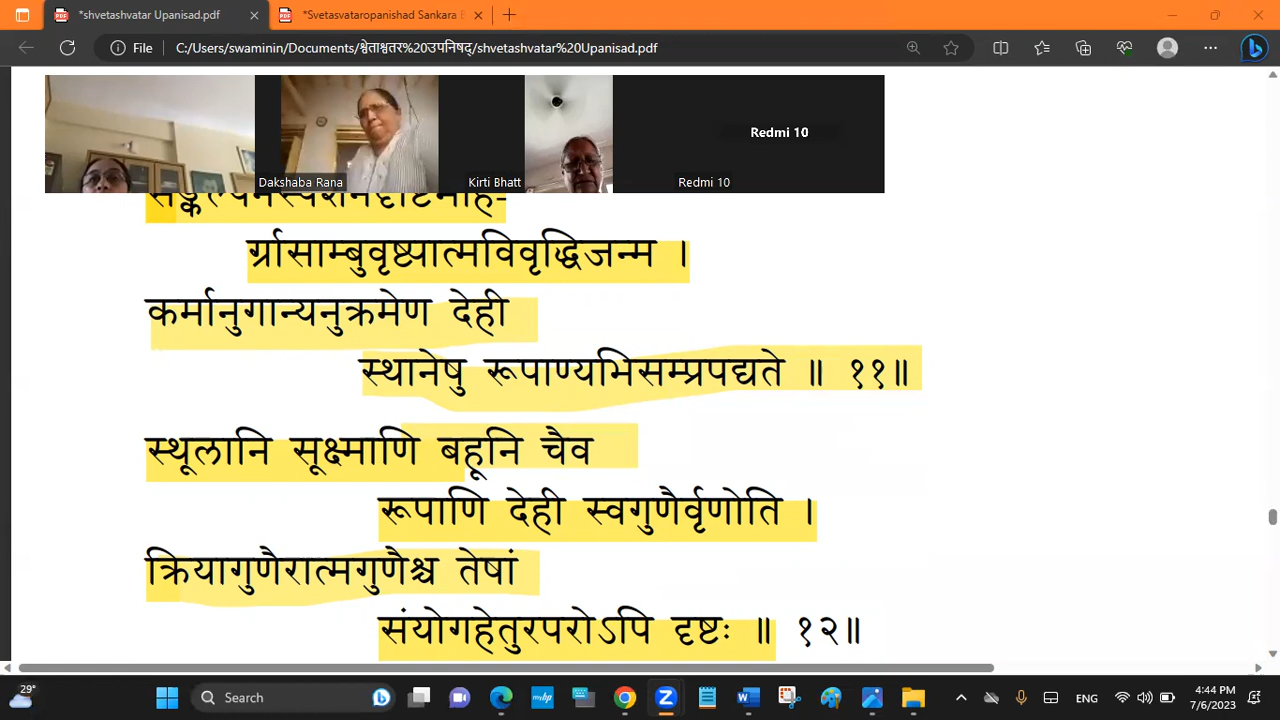 *shvetashvatar Upanisad.pdf
*Svetasvataropanishad Sankara
File
C:/Users/swaminin/Documents/श्वेताश्वतर%20उपनिषद्/shvetashvatar%20Upanisad.pdf
Dakshaba Rana
Kirti Bhatt
Redmi 10
Redmi 10
र्ग्रासाम्बुवृष्ट्यात्मविवृद्धिजन्म ।
कर्मानुगान्यनुक्रमेण देही
स्थानेषु रूपाण्यभिसम्प्रपद्यते ॥ ११॥
स्थूलानि सूक्ष्माणि बहूनि चैव
रूपाणि देही स्वगुणैर्वृणोति ।
क्रियागुणैरात्मगुणैश्च तेषां
संयोगहेतुरपरोऽपि दृष्टः ॥ १२॥
29°
Search
ENG
4:44 PM
7/6/2023